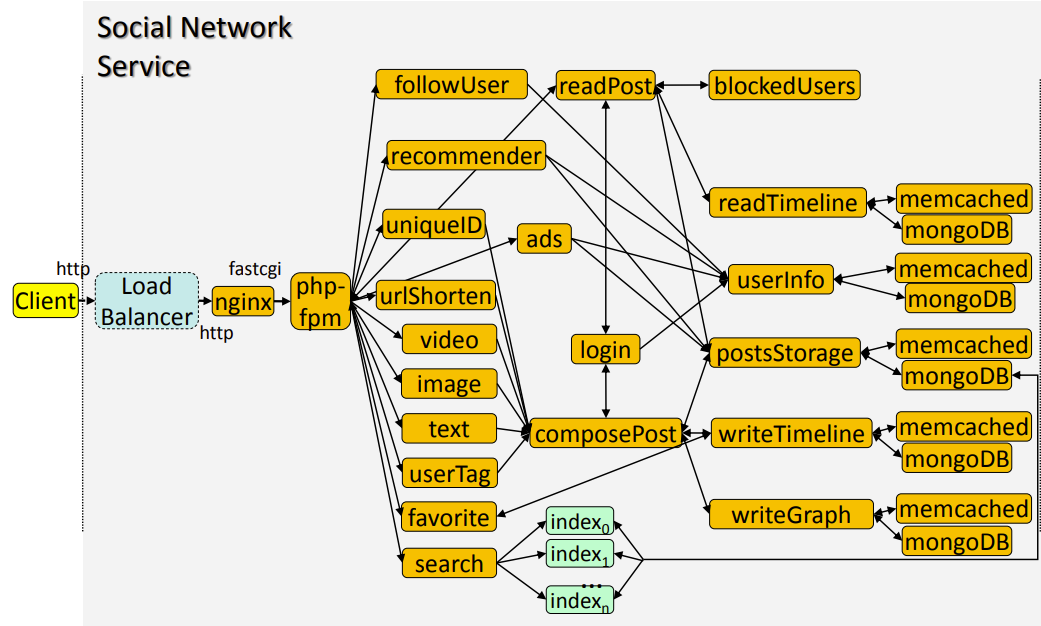 Social Network
Service
followUser
readPost
blockedUsers
recommender
readTimeline
memcached
mongoDB
uniqueID
ads
http
fastcgi
userInfo
memcached
mongoDB
Client
Load
Balancer
nginx
php-
fpm
urlShorten
http
video
login
postsStorage
memcached
mongoDB
image
text
composePost
writeTimeline
memcached
mongoDB
userTag
favorite
index0
writeGraph
memcached
mongoDB
search
index1
...
indexn